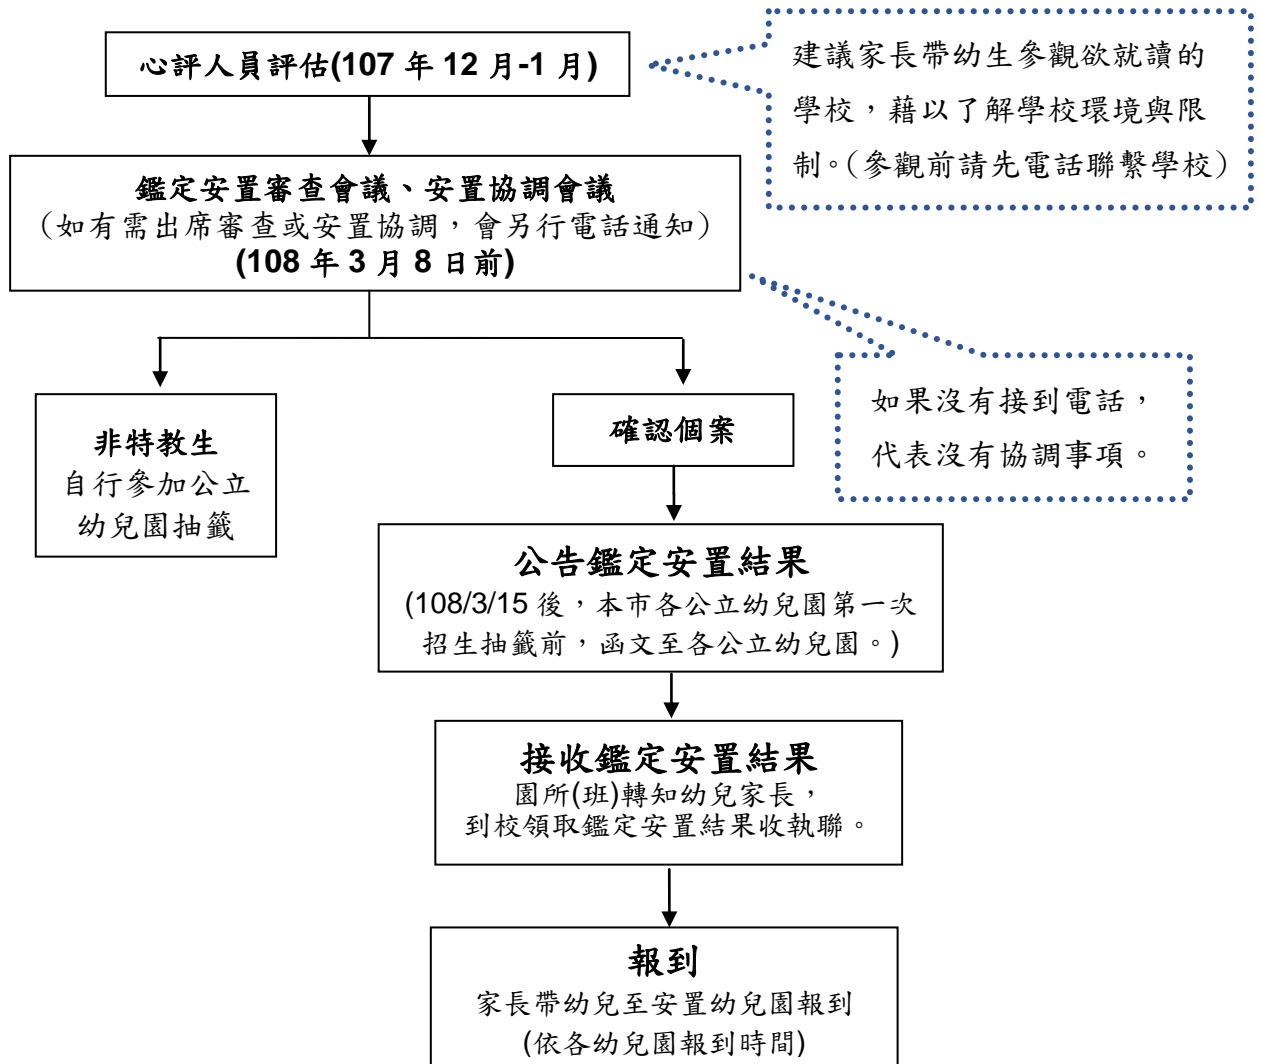 心評人員評估(107 年 12 月-1 月)
建議家長帶幼生參觀欲就讀的
學校，藉以了解學校環境與限
制。（參觀前請先電話聯繫學校）
鑑定安置審查會議、安置協調會議
（如有需出席審查或安置協調，會另行電話通知）
(108 年 3 月 8 日前)
如果沒有接到電話，
代表沒有協調事項。
非特教生
自行參加公立
幼兒園抽籤
確認個案
公告鑑定安置結果
(108/3/15 後，本市各公立幼兒園第一次
招生抽籤前，函文至各公立幼兒園。)
接收鑑定安置結果
園所(班)轉知幼兒家長，
到校領取鑑定安置結果收執聯。
報到
家長帶幼兒至安置幼兒園報到
(依各幼兒園報到時間)